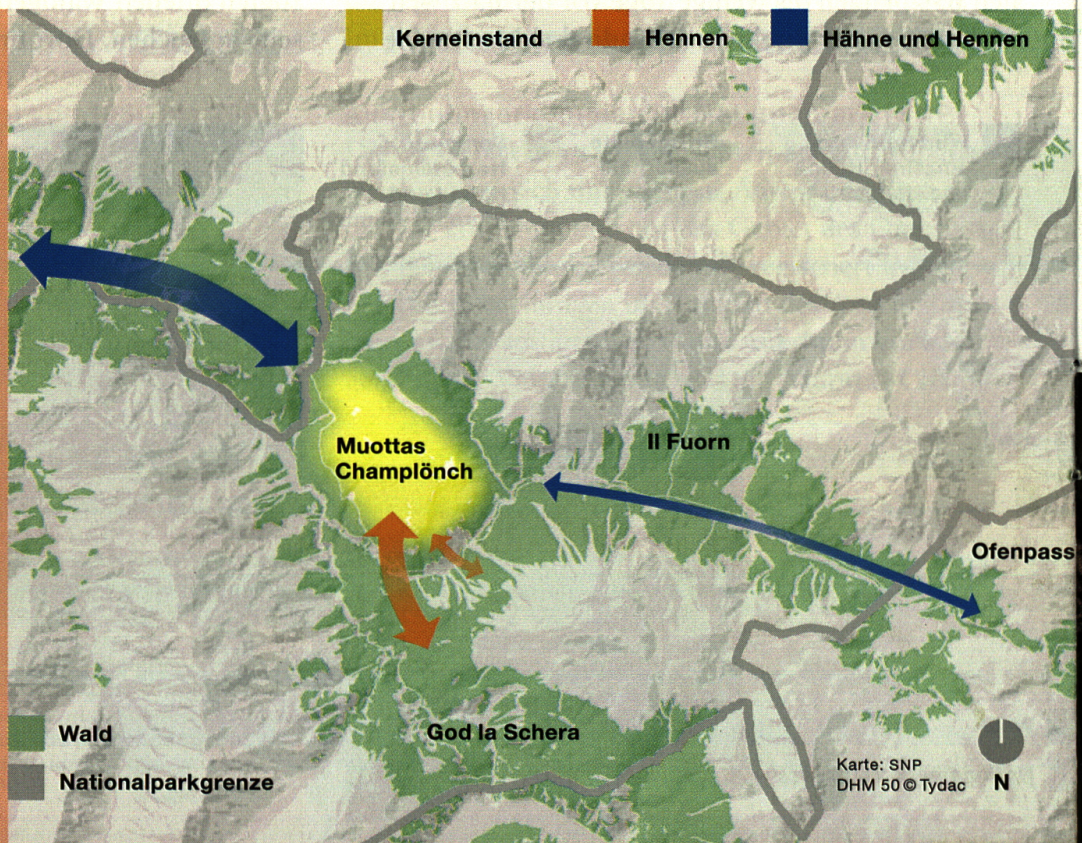 Kerneinstand
Hennen
Hähne und Hennen
Muottas
Champlönch
Il Fuorn
Ofenpass
God la Schera
Wald
Nationalparkgrenze
Karte: SNP
DHM 50 © Tydac
N